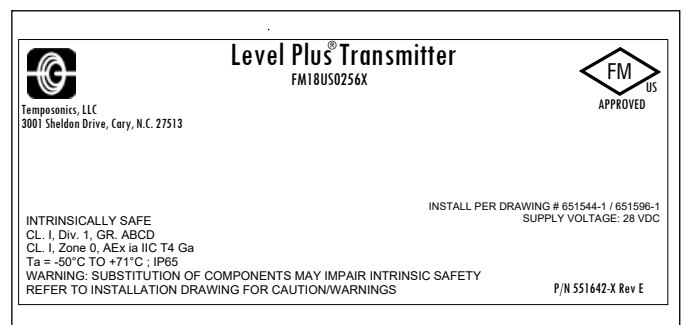 Level Plus® Transmitter
FM18US0256X
FM
US
APPROVED
Temposonics, LLC
3001 Sheldon Drive, Cary, N.C. 27513
INSTALL PER DRAWING # 651544-1 / 651596-1
SUPPLY VOLTAGE: 28 VDC
INTRINSICALLY SAFE
CL. I, Div. 1, GR. ABCD
CL. I, Zone 0, AEx ia IIC T4 Ga
Ta = -50°C TO +71°C ; IP65
WARNING: SUBSTITUTION OF COMPONENTS MAY IMPAIR INTRINSIC SAFETY
REFER TO INSTALLATION DRAWING FOR CAUTION/WARNINGS
P/N 551642-X Rev E